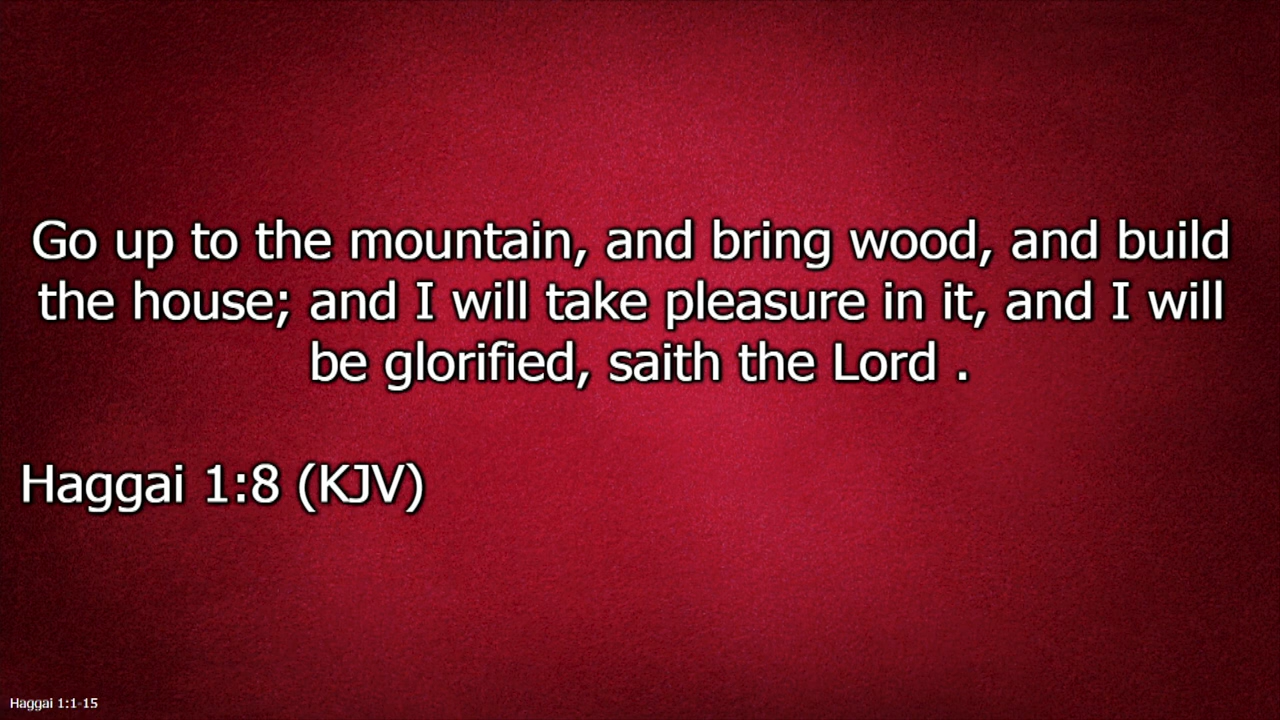 Go up to the mountain, and bring wood, and build
the house; and I will take pleasure in it, and I will
be glorified, saith the Lord .
Haggai 1:8 (KJV)
Haggai 1:1-15